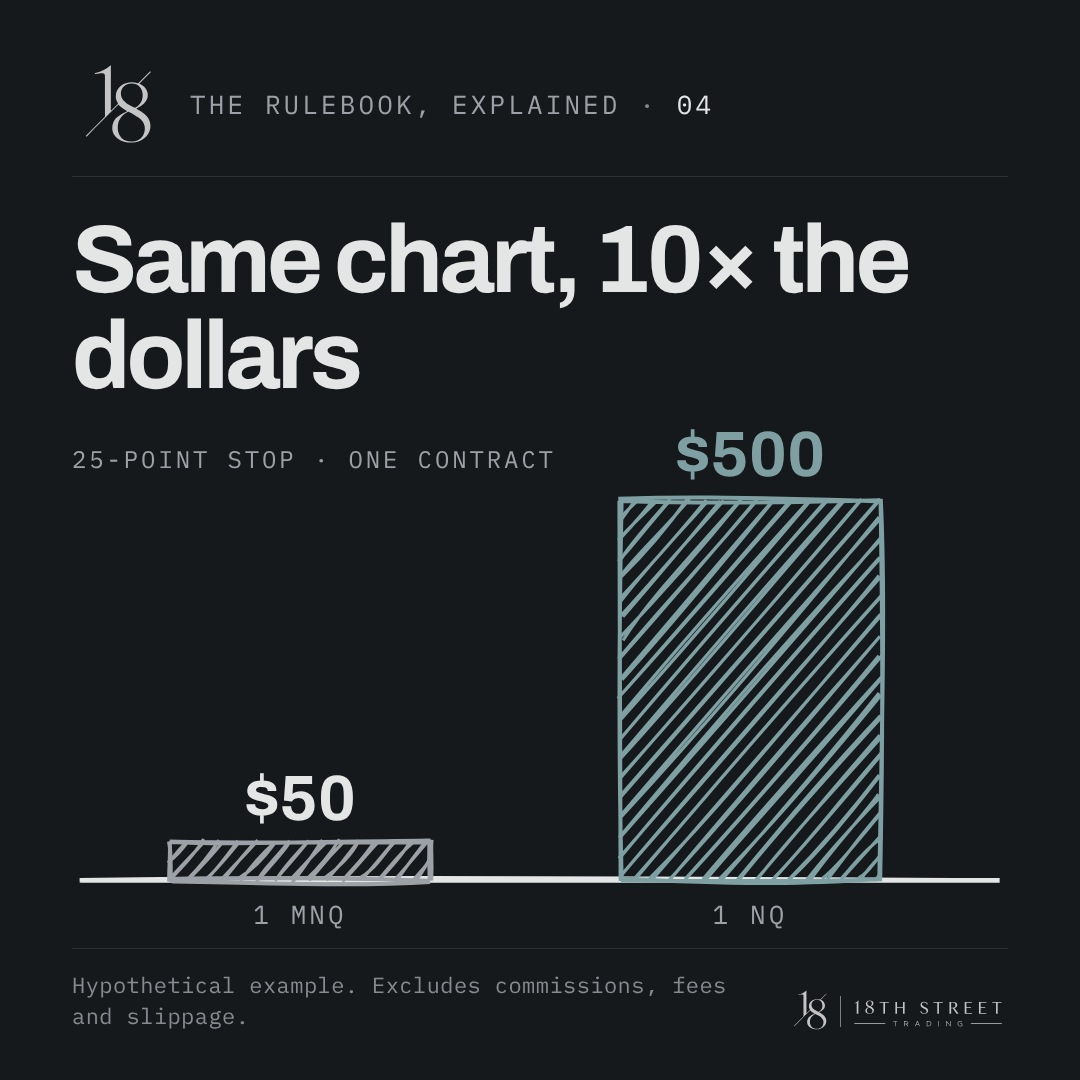 18
THE RULEBOOK, EXPLAINED · 04
Same chart, 10× the
dollars
25-POINT STOP · ONE CONTRACT
$500
$50
1 MNQ
1 NQ
Hypothetical example. Excludes commissions, fees
and slippage.
18 18TH STREET
TRADING